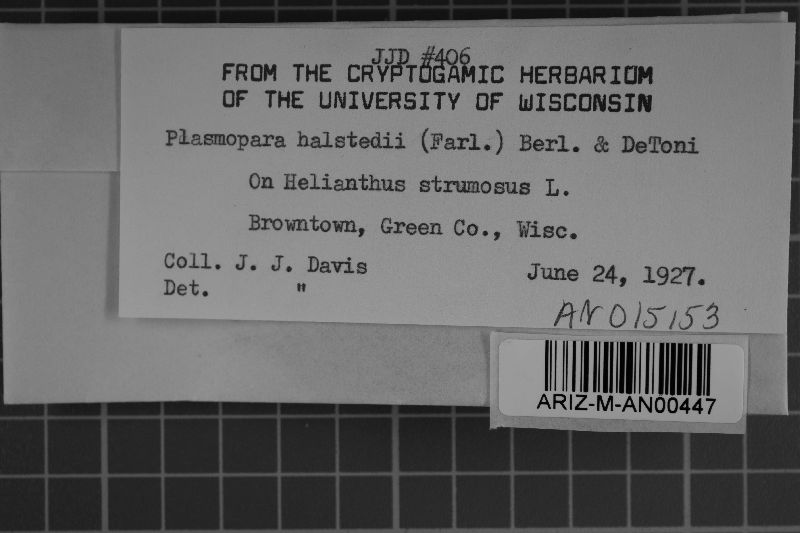 JJD #406
FROM THE CRYPTOGAMIC HERBARIUM
OF THE UNIVERSITY OF WISCONSIN
Plasmopara halstedii (Farl.) Berl. & DeToni
On Helianthus strumosus L.
Browntown, Green Co., Wisc.
Coll. J. J. Davis June 24, 1927.
Det. "
AN015153
ARIZ-M-AN00447